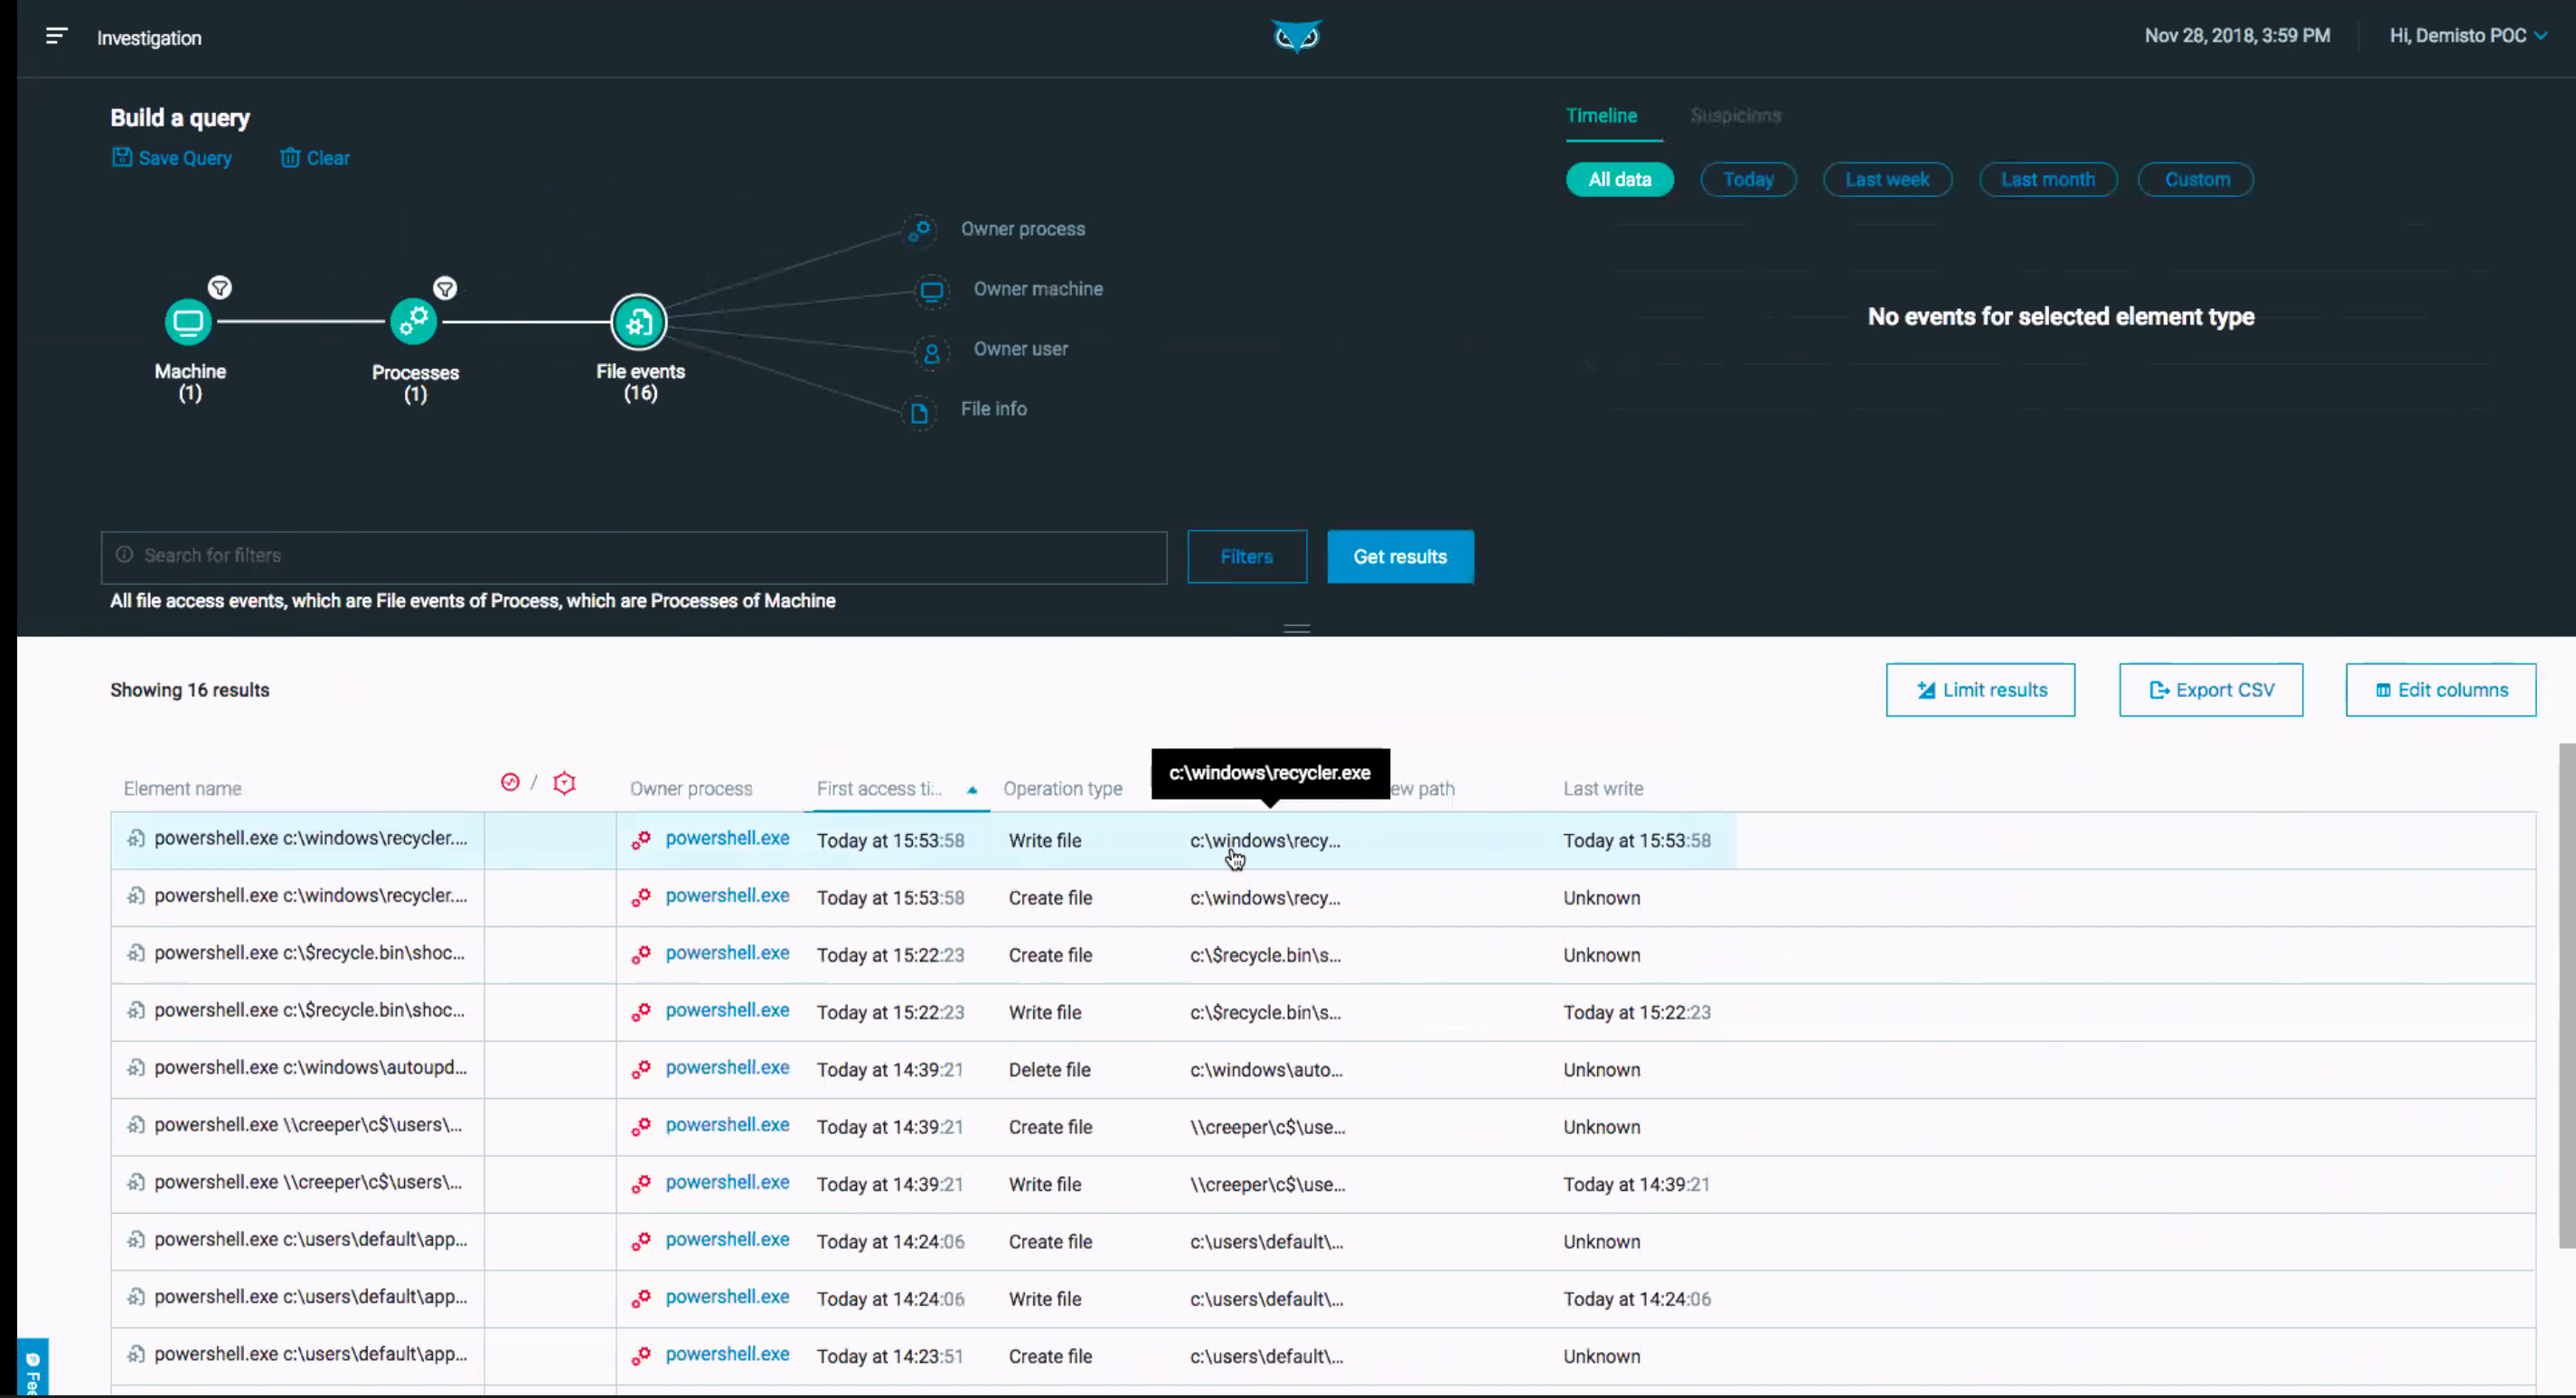 Investigation
Nov 28, 2018, 3:59 PM
Hi, Demisto POC
Build a query
Save Query
Clear
Timeline
Suspicions
All data
Today
Last week
Last month
Custom
Owner process
Owner machine
Owner user
File info
Machine
(1)
Processes
(1)
File events
(16)
No events for selected element type
Search for filters
Filters
Get results
All file access events, which are File events of Process, which are Processes of Machine
Showing 16 results
Limit results
Export CSV
Edit columns
c:\windows\recycler.exe
Element name / Owner process First access ti... Operation type ew path Last write
powershell.exe c:\windows\recycler.... powershell.exe Today at 15:53:58 Write file c:\windows\recy... Today at 15:53:58
powershell.exe c:\windows\recycler.... powershell.exe Today at 15:53:58 Create file c:\windows\recy... Unknown
powershell.exe c:\$recycle.bin\shoc... powershell.exe Today at 15:22:23 Create file c:\$recycle.bin\s... Unknown
powershell.exe c:\$recycle.bin\shoc... powershell.exe Today at 15:22:23 Write file c:\$recycle.bin\s... Today at 15:22:23
powershell.exe c:\windows\autoupd... powershell.exe Today at 14:39:21 Delete file c:\windows\auto... Unknown
powershell.exe \\creeper\c$\users\... powershell.exe Today at 14:39:21 Create file \\creeper\c$\use... Unknown
powershell.exe \\creeper\c$\users\... powershell.exe Today at 14:39:21 Write file \\creeper\c$\use... Today at 14:39:21
powershell.exe c:\users\default\app... powershell.exe Today at 14:24:06 Create file c:\users\default\... Unknown
powershell.exe c:\users\default\app... powershell.exe Today at 14:24:06 Write file c:\users\default\... Today at 14:24:06
powershell.exe c:\users\default\app... powershell.exe Today at 14:23:51 Create file c:\users\default\... Unknown
Fee